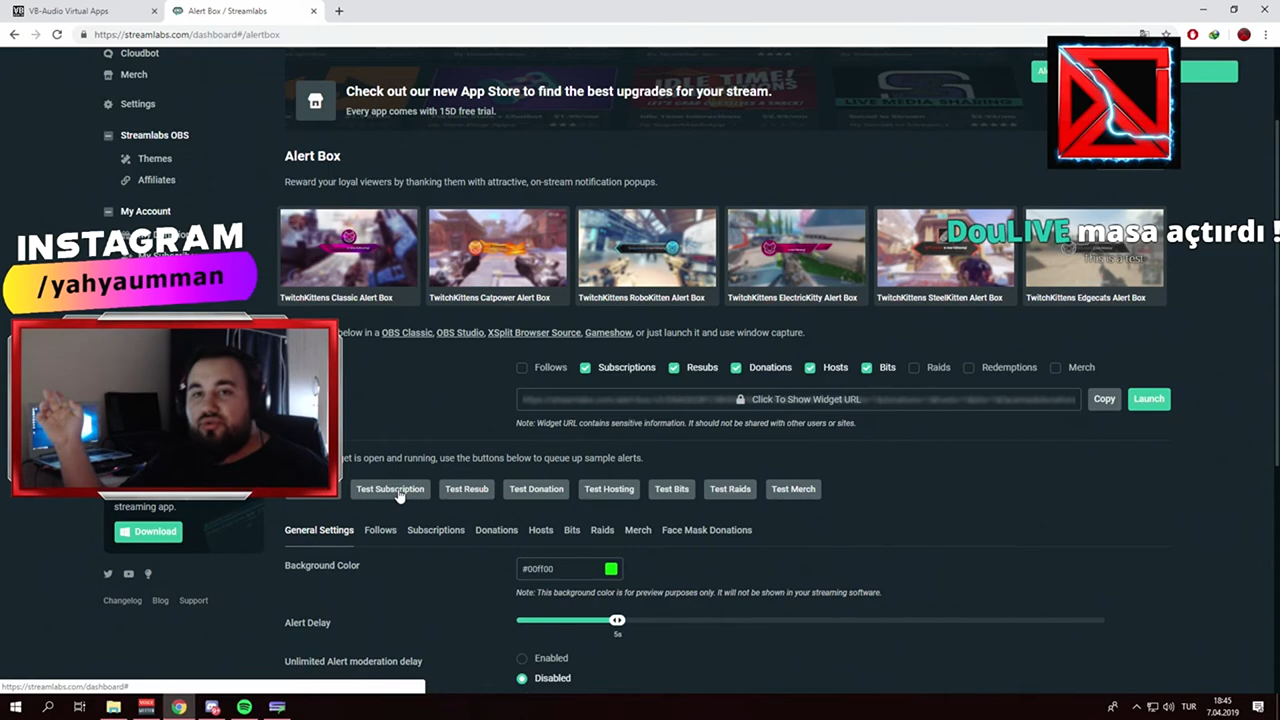 VB-Audio Virtual Apps
Alert Box / Streamlabs
https://streamlabs.com/dashboard#/alertbox
Cloudbot
Merch
Settings
Streamlabs OBS
Themes
Affiliates
My Account
Check out our new App Store to find the best upgrades for your stream.
Every app comes with 15D free trial.
Alert Box
Reward your loyal viewers by thanking them with attractive, on-stream notification popups.
INSTAGRAM
/yahyaumman
DouLIVE masa açtırdı !
This is a test
TwitchKittens Classic Alert Box
TwitchKittens Catpower Alert Box
TwitchKittens RoboKitten Alert Box
TwitchKittens ElectricKitty Alert Box
TwitchKittens SteelKitten Alert Box
TwitchKittens Edgecats Alert Box
below in a OBS Classic, OBS Studio, XSplit Browser Source, Gameshow, or just launch it and use window capture.
Follows Subscriptions Resubs Donations Hosts Bits Raids Redemptions Merch
Click To Show Widget URL
Copy
Launch
Note: Widget URL contains sensitive information. It should not be shared with other users or sites.
get is open and running, use the buttons below to queue up sample alerts.
Test Subscription
Test Resub
Test Donation
Test Hosting
Test Bits
Test Raids
Test Merch
streaming app.
Download
General Settings Follows Subscriptions Donations Hosts Bits Raids Merch Face Mask Donations
Background Color
#00ff00
Note: This background color is for preview purposes only. It will not be shown in your streaming software.
Changelog Blog Support
Alert Delay
5s
Unlimited Alert moderation delay
Enabled
Disabled
https://streamlabs.com/dashboard#
TUR
18:45
7.04.2019